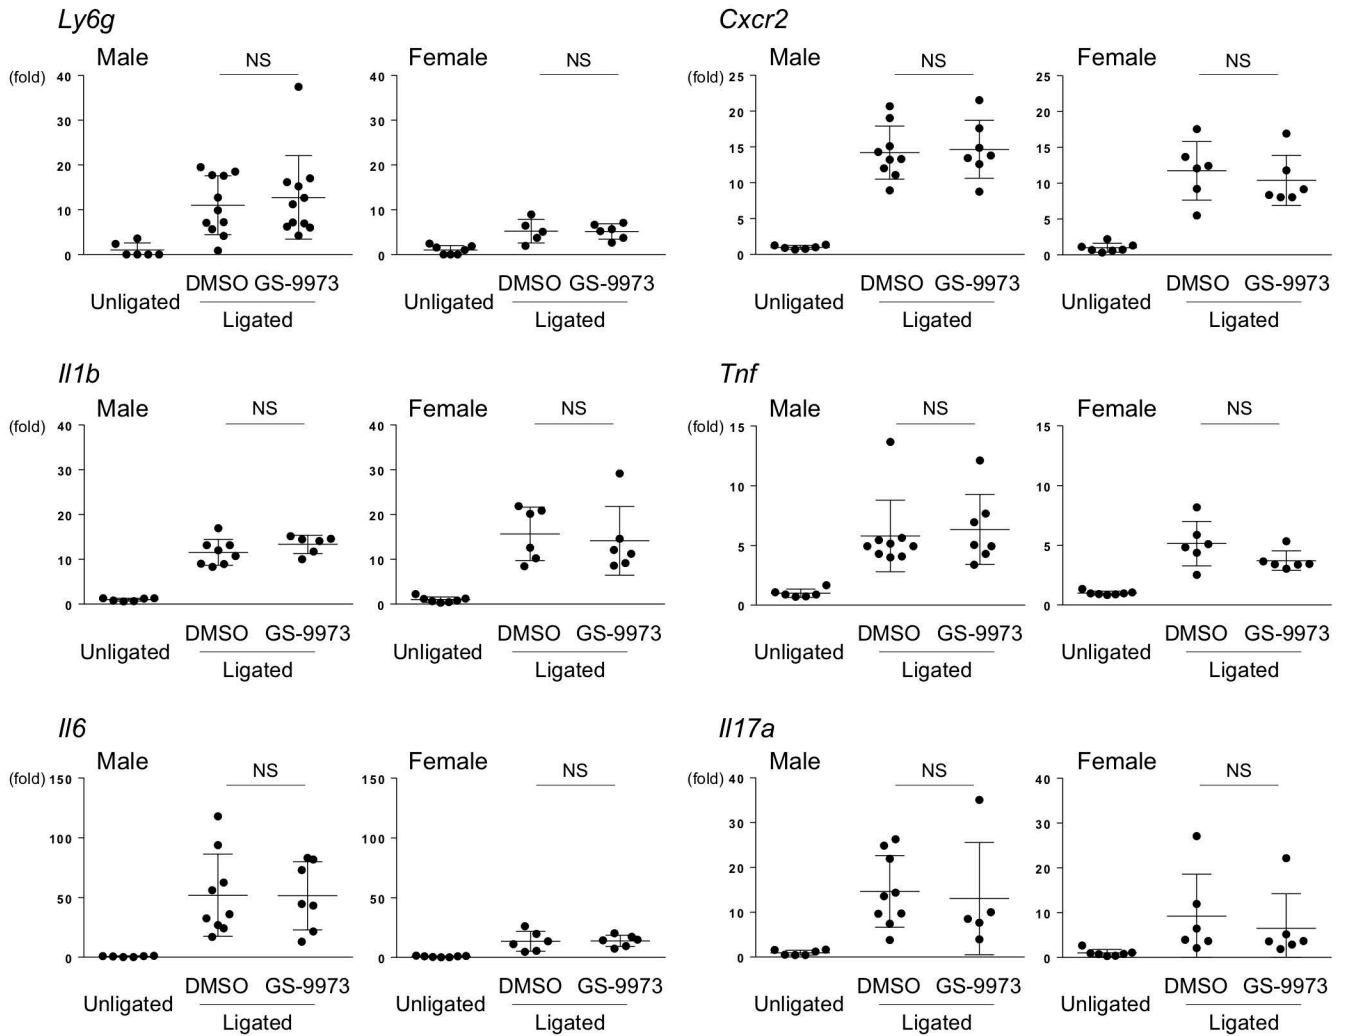 Ly6g
Male
NS
(fold)
40
30
20
10
0
DMSO GS-9973
Unligated
Ligated
Female
NS
40
30
20
10
0
DMSO GS-9973
Unligated
Ligated
Cxcr2
Male
NS
(fold)
25
20
15
10
5
0
DMSO GS-9973
Unligated
Ligated
Female
NS
25
20
15
10
5
0
DMSO GS-9973
Unligated
Ligated
Il1b
Male
NS
(fold)
40
30
20
10
0
DMSO GS-9973
Unligated
Ligated
Female
NS
40
30
20
10
0
DMSO GS-9973
Unligated
Ligated
Tnf
Male
NS
(fold)
15
10
5
0
DMSO GS-9973
Unligated
Ligated
Female
NS
15
10
5
0
DMSO GS-9973
Unligated
Ligated
Il6
Male
NS
(fold)
150
100
50
0
DMSO GS-9973
Unligated
Ligated
Female
NS
150
100
50
0
DMSO GS-9973
Unligated
Ligated
Il17a
Male
NS
(fold)
40
30
20
10
0
DMSO GS-9973
Unligated
Ligated
Female
NS
40
30
20
10
0
DMSO GS-9973
Unligated
Ligated